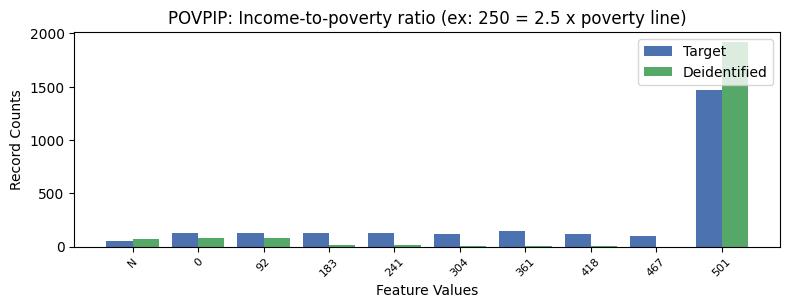 POVPIP: Income-to-poverty ratio (ex: 250 = 2.5 x poverty line)
Target
Deidentified
Record Counts
2000
1500
1000
500
0
N 0 92 183 241 304 361 418 467 501
Feature Values